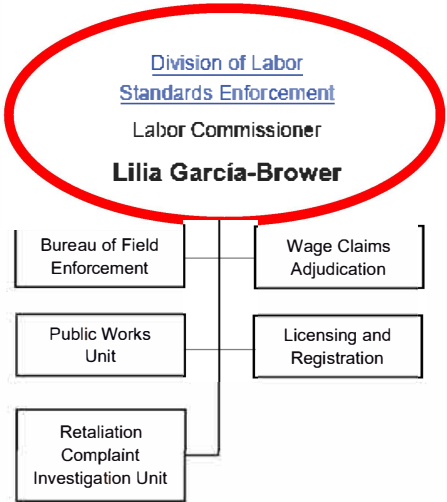 Division of Labor
Standards Enforcement
Labor Commissioner
Lilia García-Brower
Bureau of Field
Enforcement
Wage Claims
Adjudication
Public Works
Unit
Licensing and
Registration
Retaliation
Complaint
Investigation Unit